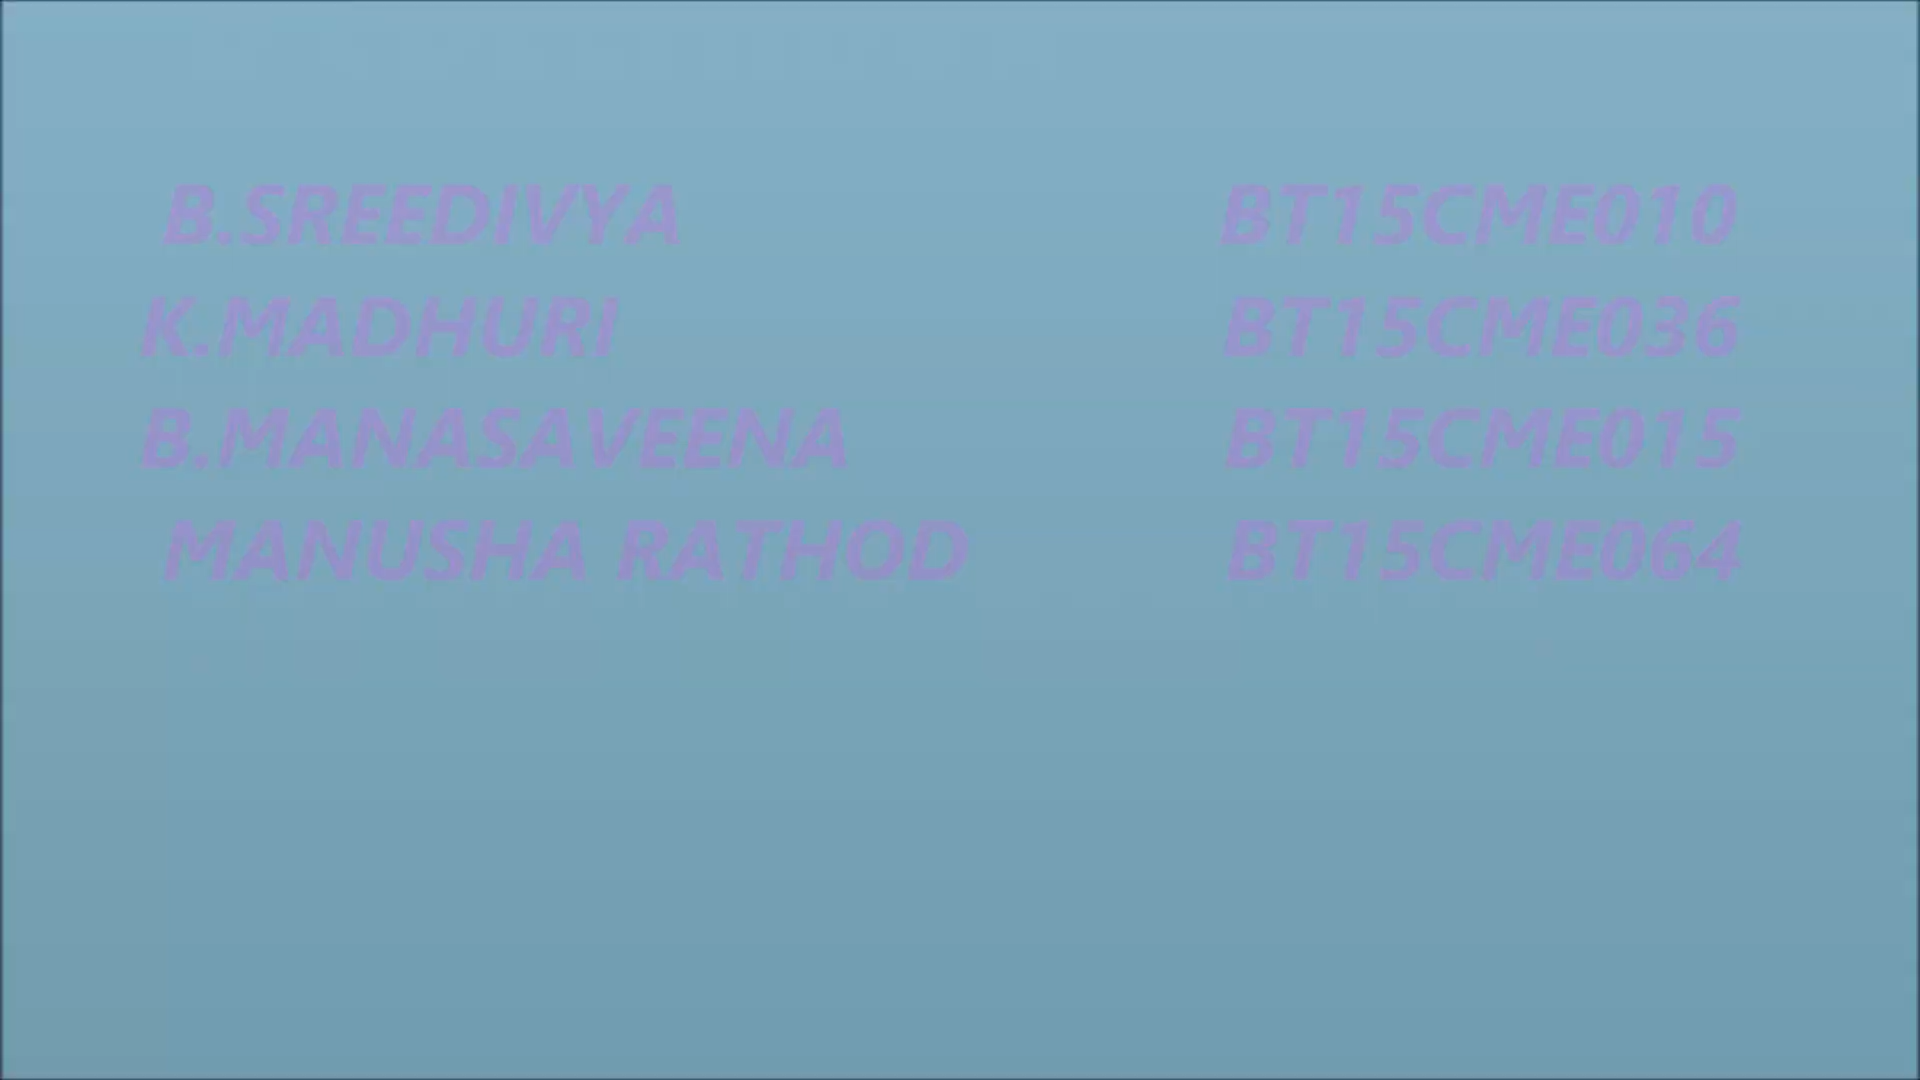 B.SREEDIVYA BT15CME010
K.MADHURI BT15CME036
B.MANASAVEENA BT15CME015
MANUSHA RATHOD BT15CME064